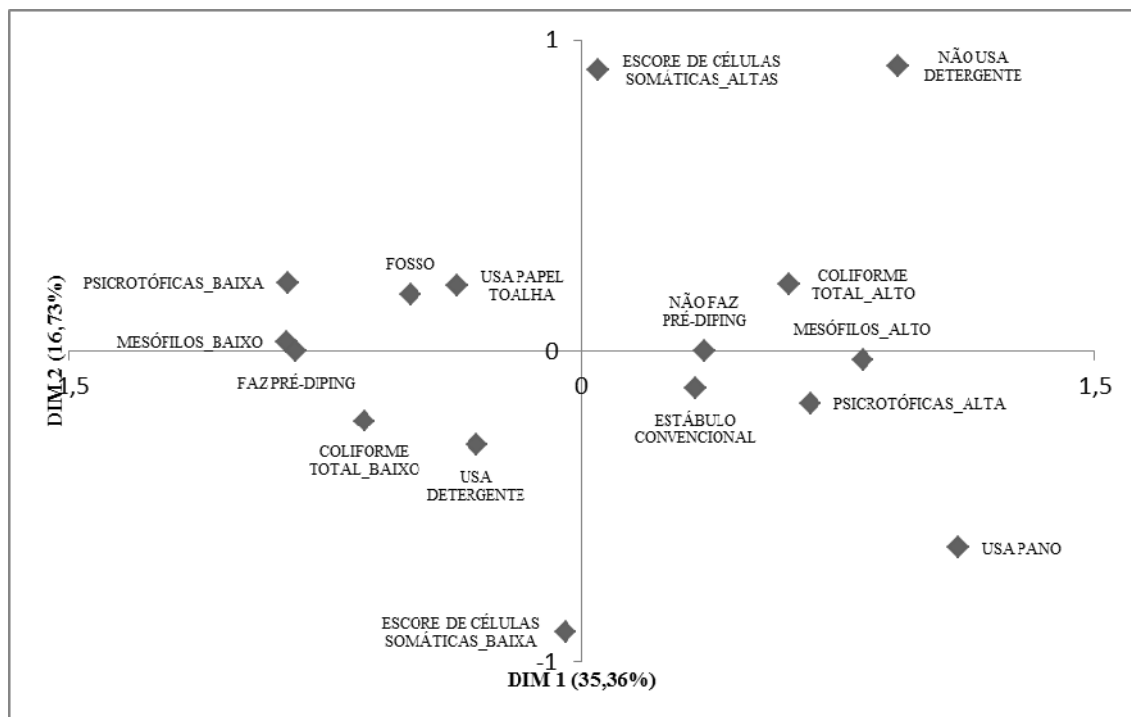 1
ESCORE DE CÉLULAS
SOMÁTICAS_ALTAS
NÃO USA
DETERGENTE
FOSSO
PSICROTÓFICAS_BAIXA
USA PAPEL
TOALHA
COLIFORME
TOTAL_ALTO
NÃO FAZ
PRÉ-DIPING
MESÓFILOS_ALTO
MESÓFILOS_BAIXO
0
-1,5
FAZ PRÉ-DIPING
0
1,5
PSICROTÓFICAS_ALTA
ESTÁBULO
CONVENCIONAL
COLIFORME
TOTAL_BAIXO
USA
DETERGENTE
USA PANO
ESCORE DE CÉLULAS
SOMÁTICAS_BAIXA
-1
DIM 1 (35,36%)
DIM 2 (16,73%)